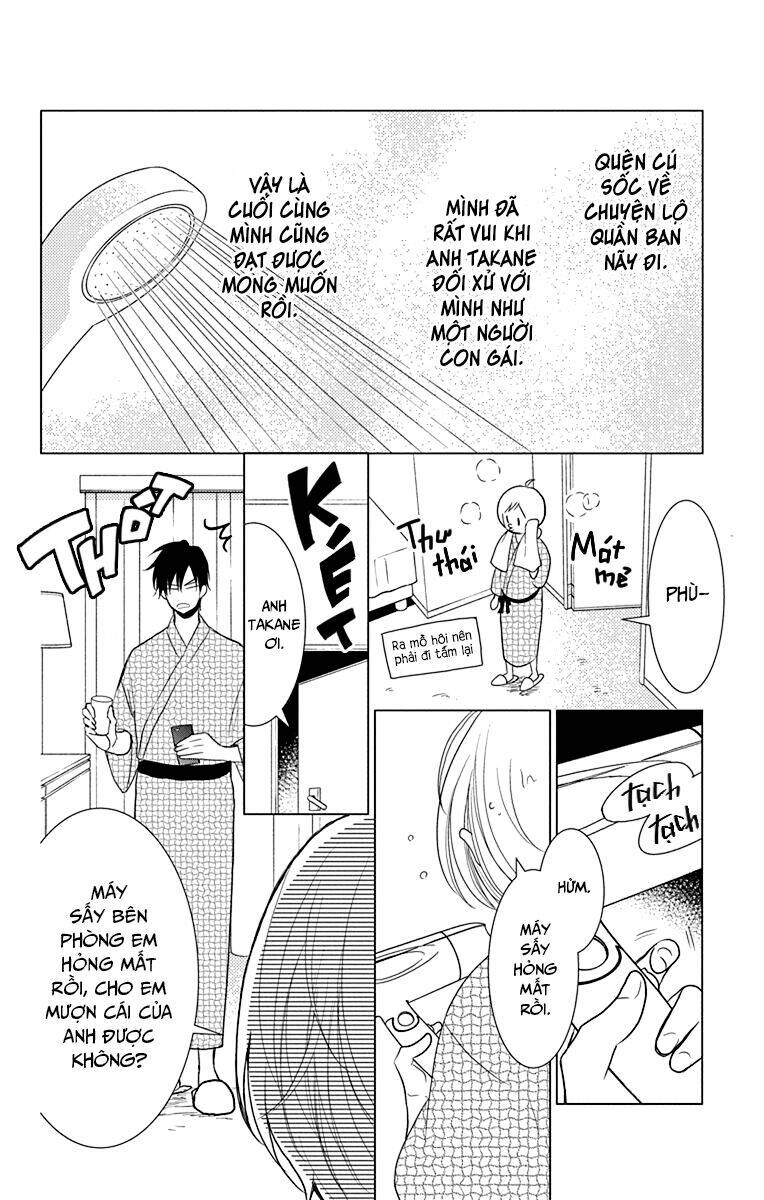 QUÊN CÚ
SỐC VỀ
CHUYỆN LỘ
QUẦN BAN
NÃY ĐI.
MÌNH ĐÃ
RẤT VUI KHI
ANH TAKANE
ĐỐI XỬ VỚI
MÌNH NHƯ
MỘT NGƯỜI
CON GÁI.
VẬY LÀ
CUỐI CÙNG
MÌNH CŨNG
ĐẠT ĐƯƠC
MONG MUỐN
RỒI.
PHÙ-
Mát
mẻ
Thư
thái
Ra mồ hôi nên
phải đi tắm lại
KÉT
ANH
TAKANE
ƠI.
THỐT
tạch
tạch
HỬM.
MÁY
SẤY HỎNG
MẤT
RỒI.
MÁY
SẤY BÊN
PHÒNG EM
HỎNG MẤT
RỒI, CHO EM
MƯỢN CÁI CỦA
ANH ĐƯỢC
KHÔNG?